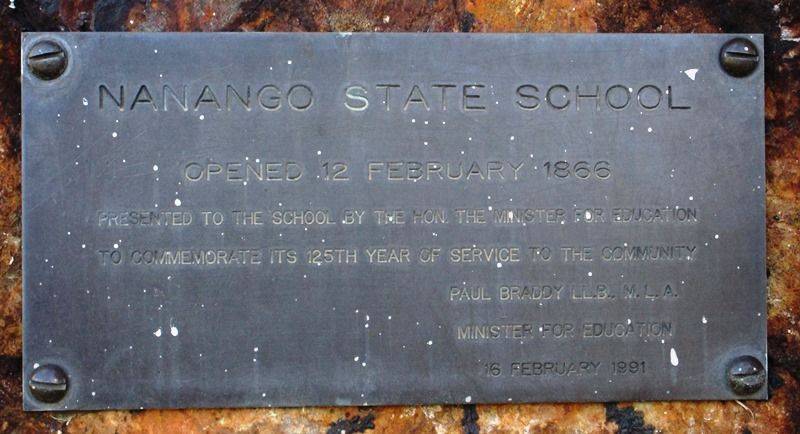 NANANGO STATE SCHOOL
OPENED 12 FEBRUARY 1866
PRESENTED TO THE SCHOOL BY THE HON. THE MINISTER FOR EDUCATION
TO COMMEMORATE ITS 125TH YEAR OF SERVICE TO THE COMMUNITY
PAUL BRADDY LL.B., M.L.A.
MINISTER FOR EDUCATION
16 FEBRUARY 1991